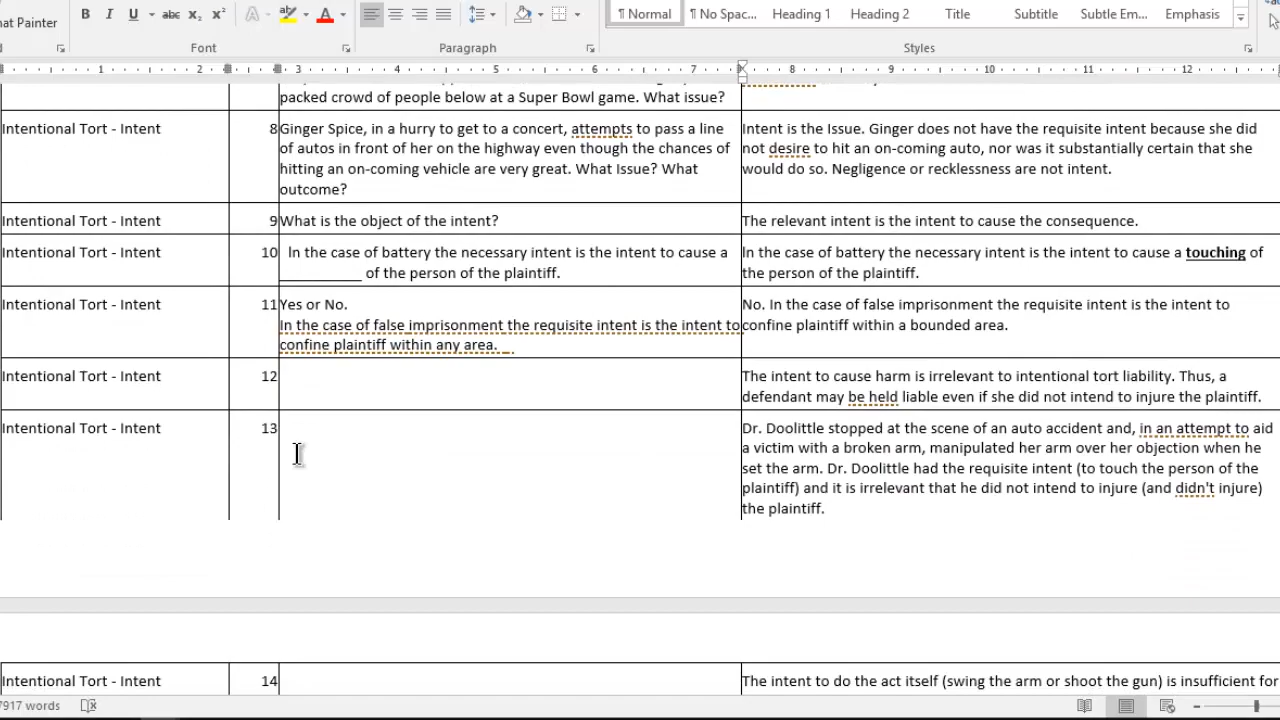 at Painter
B I U abc X₂ X² A A
Font
Paragraph
¶ Normal ¶ No Spac... Heading 1 Heading 2 Title Subtitle Subtle Em... Emphasis
Styles
1 2 3 4 5 6 7 8 9 10 11 12
packed crowd of people below at a Super Bowl game. What issue?
Intentional Tort - Intent
8
Ginger Spice, in a hurry to get to a concert, attempts to pass a line
of autos in front of her on the highway even though the chances of
hitting an on-coming vehicle are very great. What Issue? What
outcome?
Intent is the Issue. Ginger does not have the requisite intent because she did
not desire to hit an on-coming auto, nor was it substantially certain that she
would do so. Negligence or recklessness are not intent.
Intentional Tort - Intent
9
What is the object of the intent?
The relevant intent is the intent to cause the consequence.
Intentional Tort - Intent
10
In the case of battery the necessary intent is the intent to cause a
__________ of the person of the plaintiff.
In the case of battery the necessary intent is the intent to cause a touching of
the person of the plaintiff.
Intentional Tort - Intent
11
Yes or No.
In the case of false imprisonment the requisite intent is the intent to
confine plaintiff within any area.
No. In the case of false imprisonment the requisite intent is the intent to
confine plaintiff within a bounded area.
Intentional Tort - Intent
12
The intent to cause harm is irrelevant to intentional tort liability. Thus, a
defendant may be held liable even if she did not intend to injure the plaintiff.
Intentional Tort - Intent
13
Dr. Doolittle stopped at the scene of an auto accident and, in an attempt to aid
a victim with a broken arm, manipulated her arm over her objection when he
set the arm. Dr. Doolittle had the requisite intent (to touch the person of the
plaintiff) and it is irrelevant that he did not intend to injure (and didn't injure)
the plaintiff.
Intentional Tort - Intent
14
The intent to do the act itself (swing the arm or shoot the gun) is insufficient for
7917 words